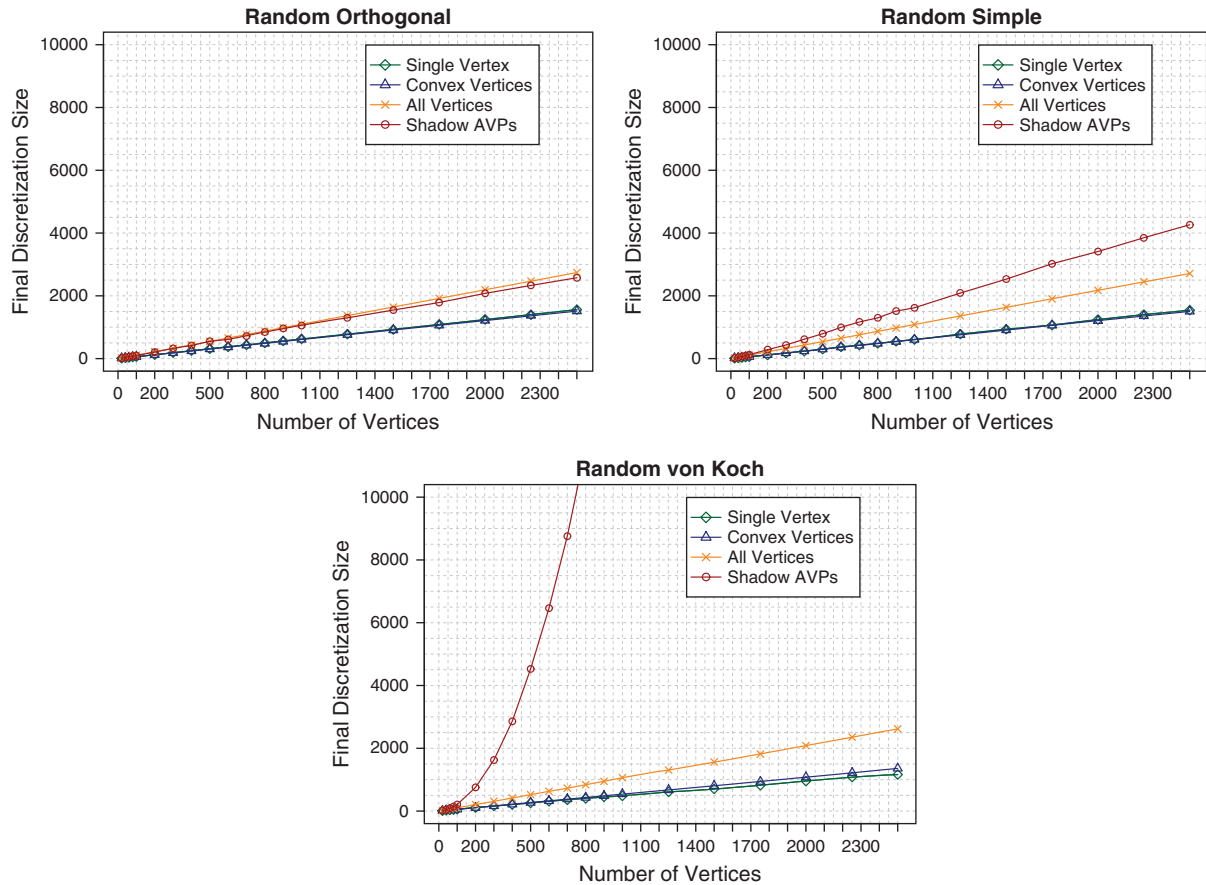 Random Orthogonal
Final Discretization Size
10000
8000
6000
4000
2000
0
Single Vertex
Convex Vertices
All Vertices
Shadow AVPs
0 200 500 800 1100 1400 1700 2000 2300
Number of Vertices
Random Simple
Final Discretization Size
10000
8000
6000
4000
2000
0
Single Vertex
Convex Vertices
All Vertices
Shadow AVPs
0 200 500 800 1100 1400 1700 2000 2300
Number of Vertices
Random von Koch
Final Discretization Size
10000
8000
6000
4000
2000
0
Single Vertex
Convex Vertices
All Vertices
Shadow AVPs
0 200 500 800 1100 1400 1700 2000 2300
Number of Vertices